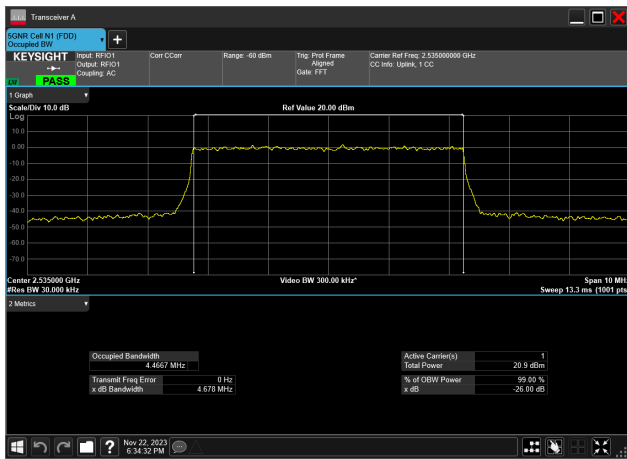 Transceiver A
5GNR Cell N1 (FDD)
Occupied BW
KEYSIGHT
Input: RFIO1
Output: RFIO1
Coupling: AC
Corr CCorr
Range: -60 dBm
Trig: Prot Frame
Aligned
Gate: FFT
Carrier Ref Freq: 2.535000000 GHz
CC Info: Uplink, 1 CC
PASS
1 Graph
Scale/Div 10.0 dB
Ref Value 20.00 dBm
Log
10.0
0.00
-10.0
-20.0
-30.0
-40.0
-50.0
-60.0
-70.0
Center 2.535000 GHz
Video BW 300.00 kHz*
Span 10 MH
#Res BW 30.000 kHz
Sweep 13.3 ms (1001 pts
2 Metrics
Occupied Bandwidth
4.4667 MHz
Active Carrier(s) 1
Total Power 20.9 dBm
Transmit Freq Error 0 Hz
x dB Bandwidth 4.678 MHz
% of OBW Power 99.00 %
x dB -26.00 dB
Nov 22, 2023
6:34:32 PM